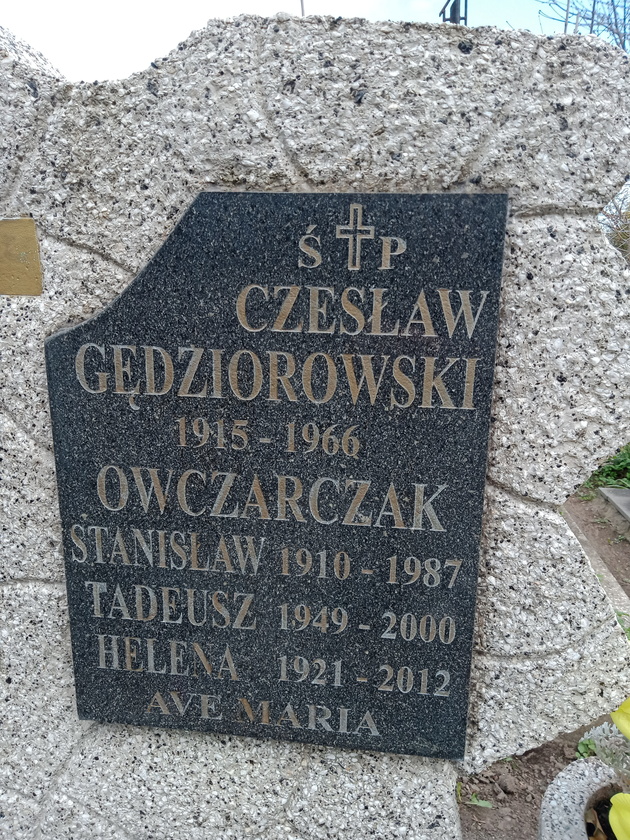 Ś P
CZESŁAW
GĘDZIOROWSKI
1915 - 1966
OWCZARCZAK
STANISŁAW 1910 - 1987
TADEUSZ 1949 - 2000
HELENA 1921 - 2012
AVE MARIA